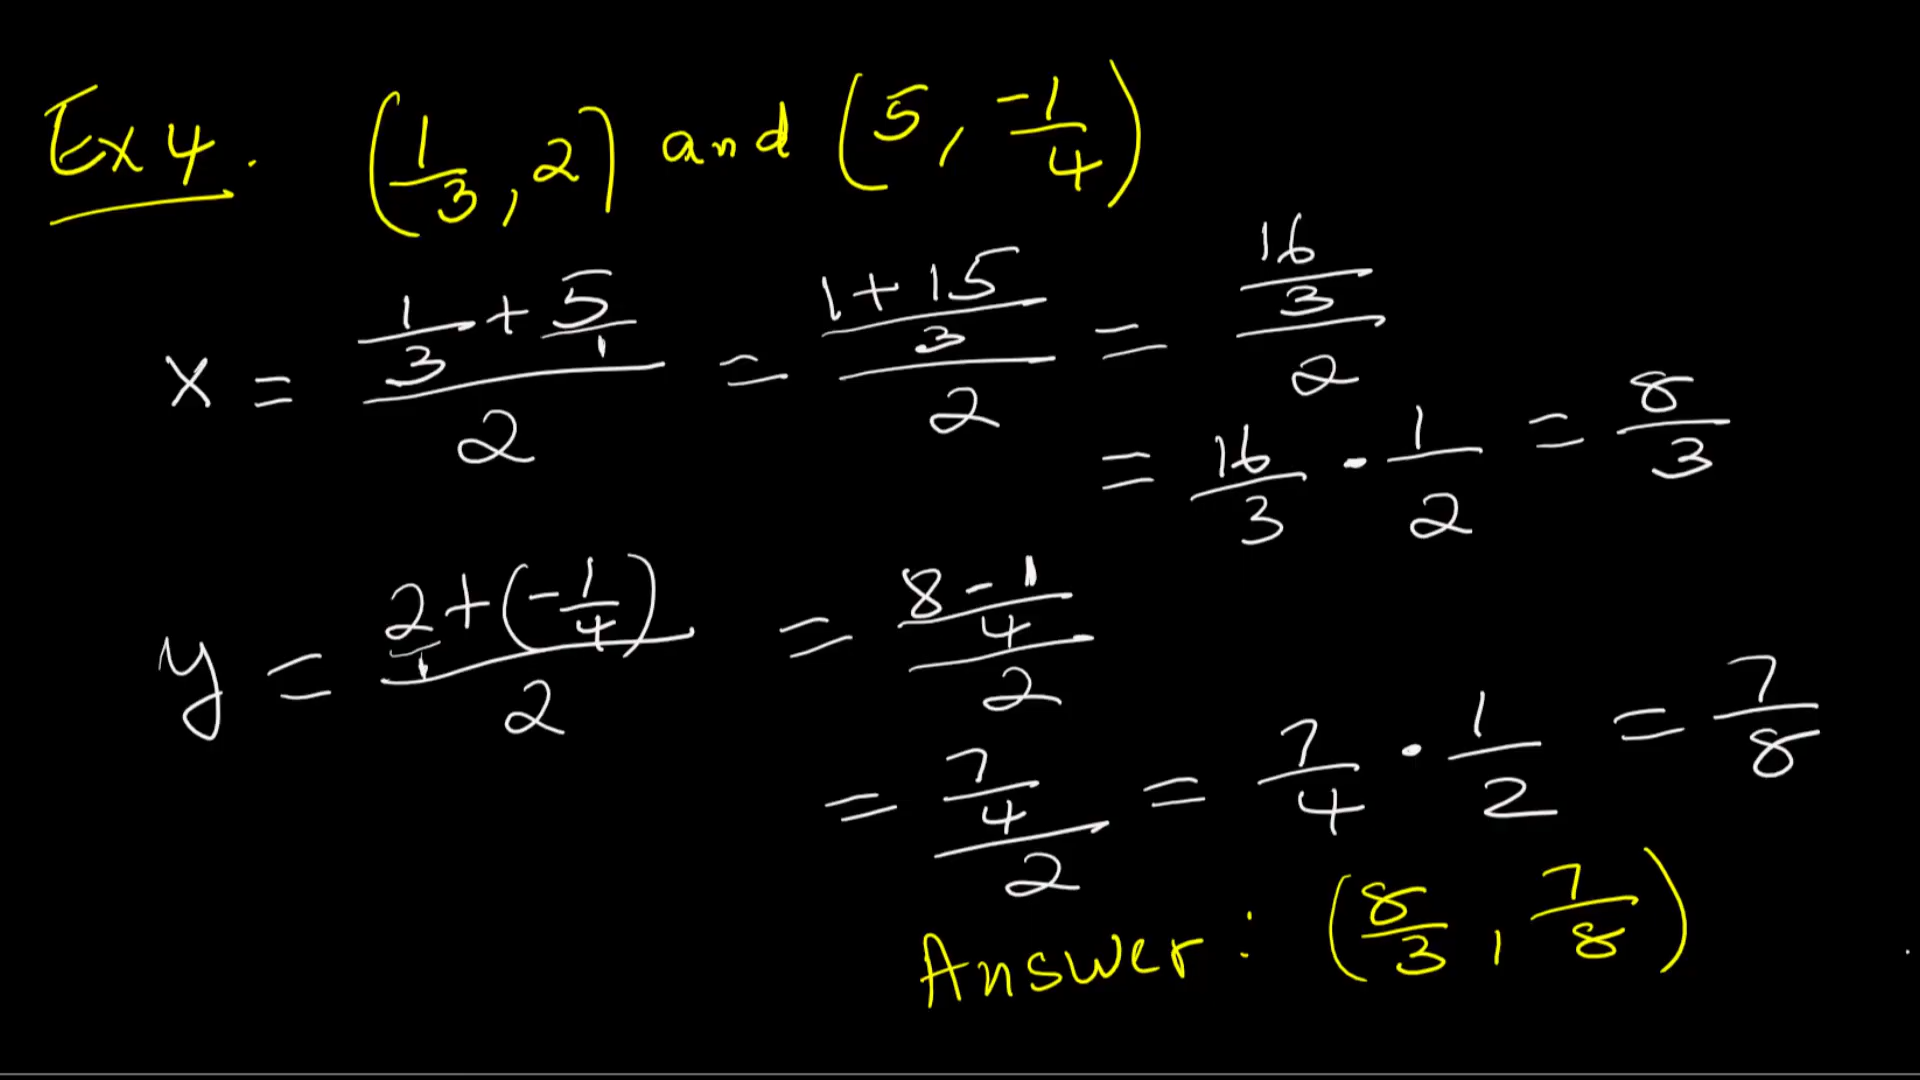 Ex 4. (1/3, 2) and (5, -1/4)
x = (1/3 + 5/1)/2 = ((1+15)/3)/2 = (16/3)/2
= 16/3 · 1/2 = 8/3
y = (2/1 + (-1/4))/2 = ((8-1)/4)/2
= (7/4)/2 = 7/4 · 1/2 = 7/8
Answer: (8/3, 7/8)